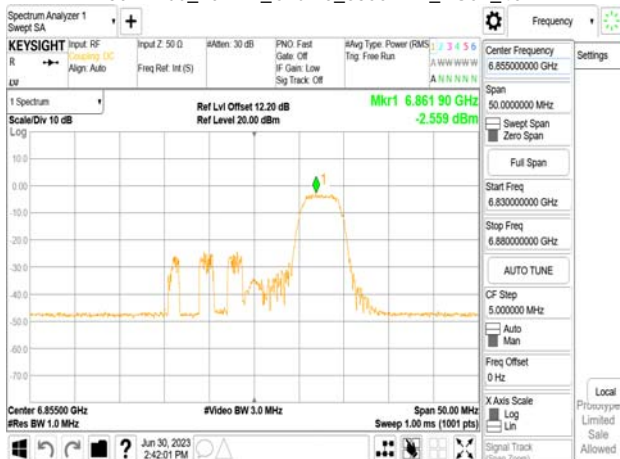 Spectrum Analyzer 1
Swept SA
Frequency
KEYSIGHT
R
LV
Input: RF
Coupling: DC
Align: Auto
Input Z: 50 Ω
Freq Ref: Int (S)
#Atten: 30 dB
PNO: Fast
Gate: Off
IF Gain: Low
Sig Track: Off
#Avg Type: Power (RMS
Trig: Free Run
1 2 3 4 5 6
A W W W W W
A N N N N N
1 Spectrum
Scale/Div 10 dB
Ref Lvl Offset 12.20 dB
Ref Level 20.00 dBm
Mkr1 6.861 90 GHz
-2.559 dBm
Log
10.0
0.00
-10.0
-20.0
-30.0
-40.0
-50.0
-60.0
-70.0
1
Center 6.85500 GHz
#Res BW 1.0 MHz
#Video BW 3.0 MHz
Span 50.00 MHz
Sweep 1.00 ms (1001 pts)
Jun 30, 2023
2:42:01 PM
Center Frequency
6.855000000 GHz
Settings
Span
50.0000000 MHz
Swept Span
Zero Span
Full Span
Start Freq
6.830000000 GHz
Stop Freq
6.880000000 GHz
AUTO TUNE
CF Step
5.000000 MHz
Auto
Man
Freq Offset
0 Hz
X Axis Scale
Log
Lin
Signal Track
(Span Zoom)
Local
Prototype
Limited
Sale
Allowed